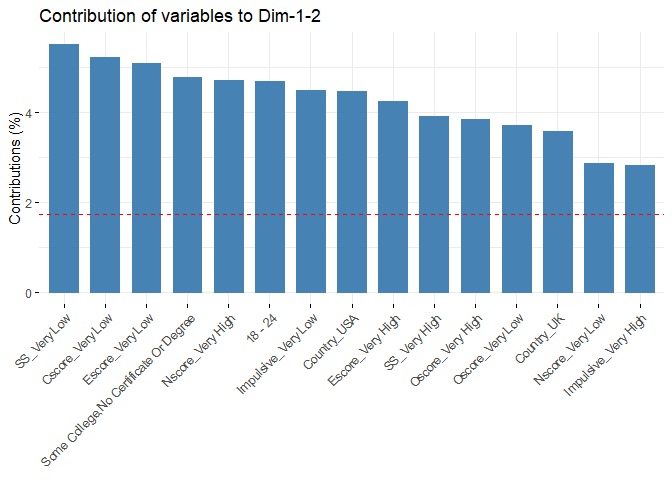 Contribution of variables to Dim-1-2
Contributions (%)
4
2
0
SS_Very Low
Cscore_Very Low
Escore_Very Low
Some College,No Certificate Or Degree
Nscore_Very High
18 - 24
Impulsive_Very Low
Country_USA
Escore_Very High
SS_Very High
Oscore_Very High
Oscore_Very Low
Country_UK
Nscore_Very Low
Impulsive_Very High